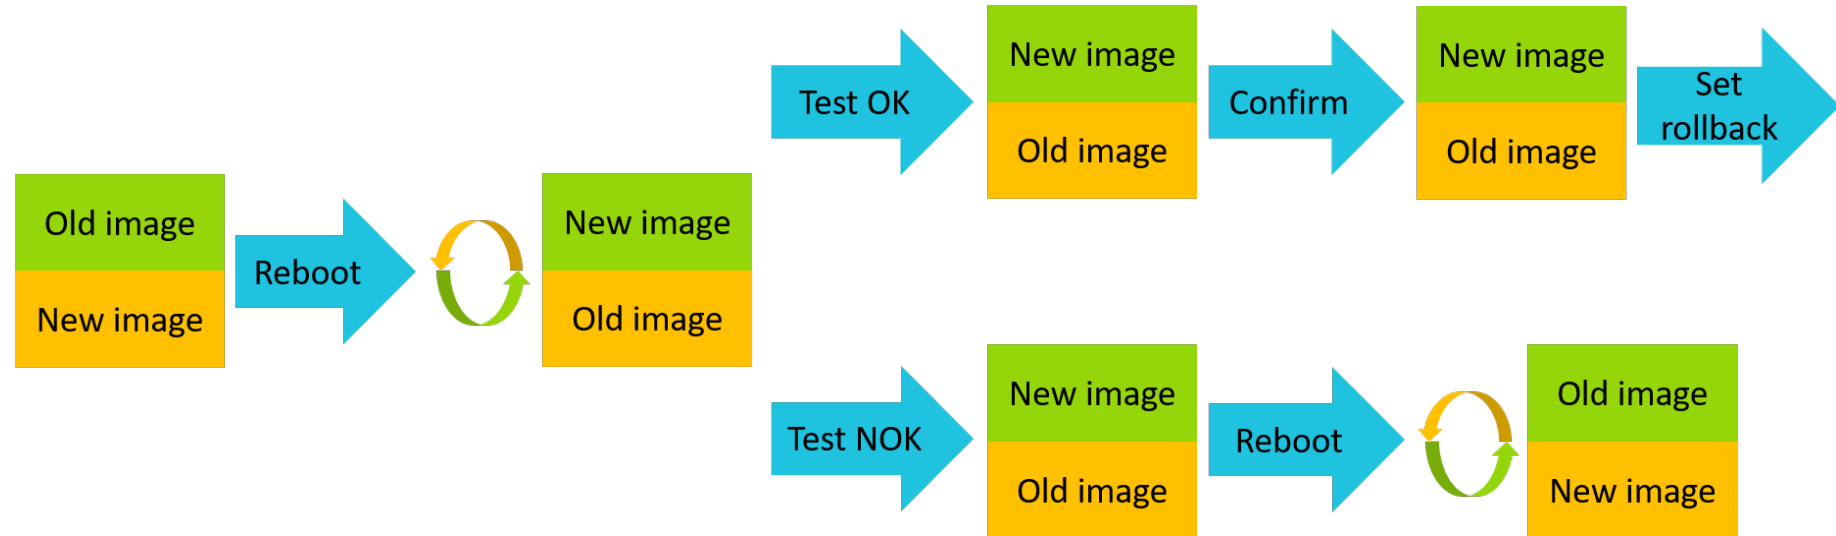 Old image
New image
Reboot
New image
Old image
Test OK
New image
Old image
Confirm
New image
Old image
Set
rollback
Test NOK
New image
Old image
Reboot
Old image
New image